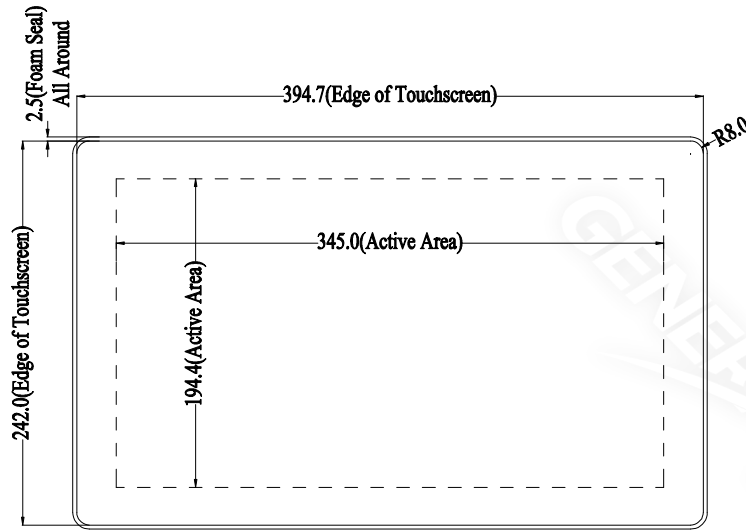 2.5(Foam Seal)
All Around
394.7(Edge of Touchscreen)
R8.0
345.0(Active Area)
194.4(Active Area)
242.0(Edge of Touchscreen)
GENER